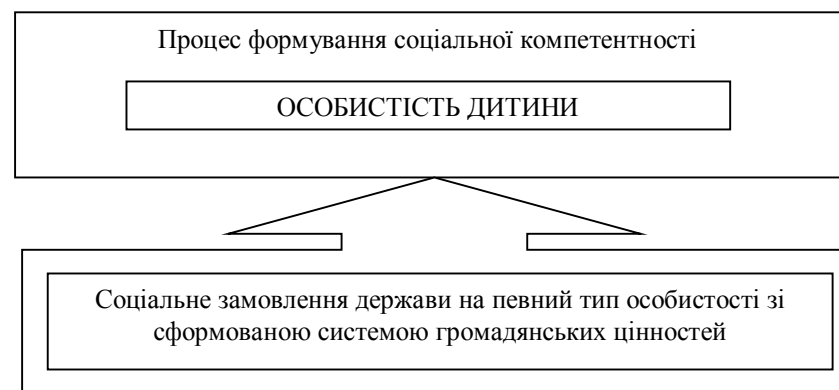 Процес формування соціальної компетентності
ОСОБИСТІСТЬ ДИТИНИ
Соціальне замовлення держави на певний тип особистості зі
сформованою системою громадянських цінностей